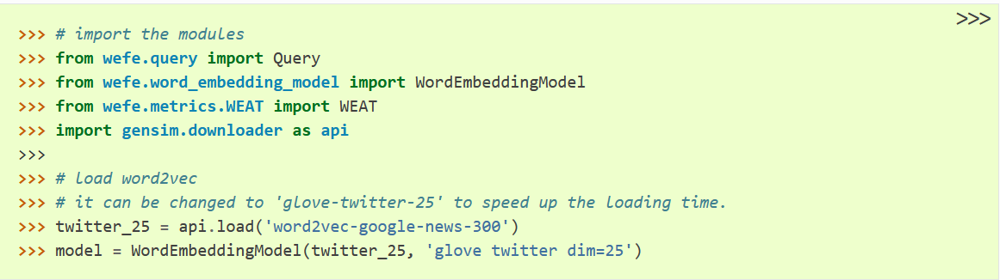 >>>
>>> # import the modules
>>> from wefe.query import Query
>>> from wefe.word_embedding_model import WordEmbeddingModel
>>> from wefe.metrics.WEAT import WEAT
>>> import gensim.downloader as api
>>>
>>> # load word2vec
>>> # it can be changed to 'glove-twitter-25' to speed up the loading time.
>>> twitter_25 = api.load('word2vec-google-news-300')
>>> model = WordEmbeddingModel(twitter_25, 'glove twitter dim=25')